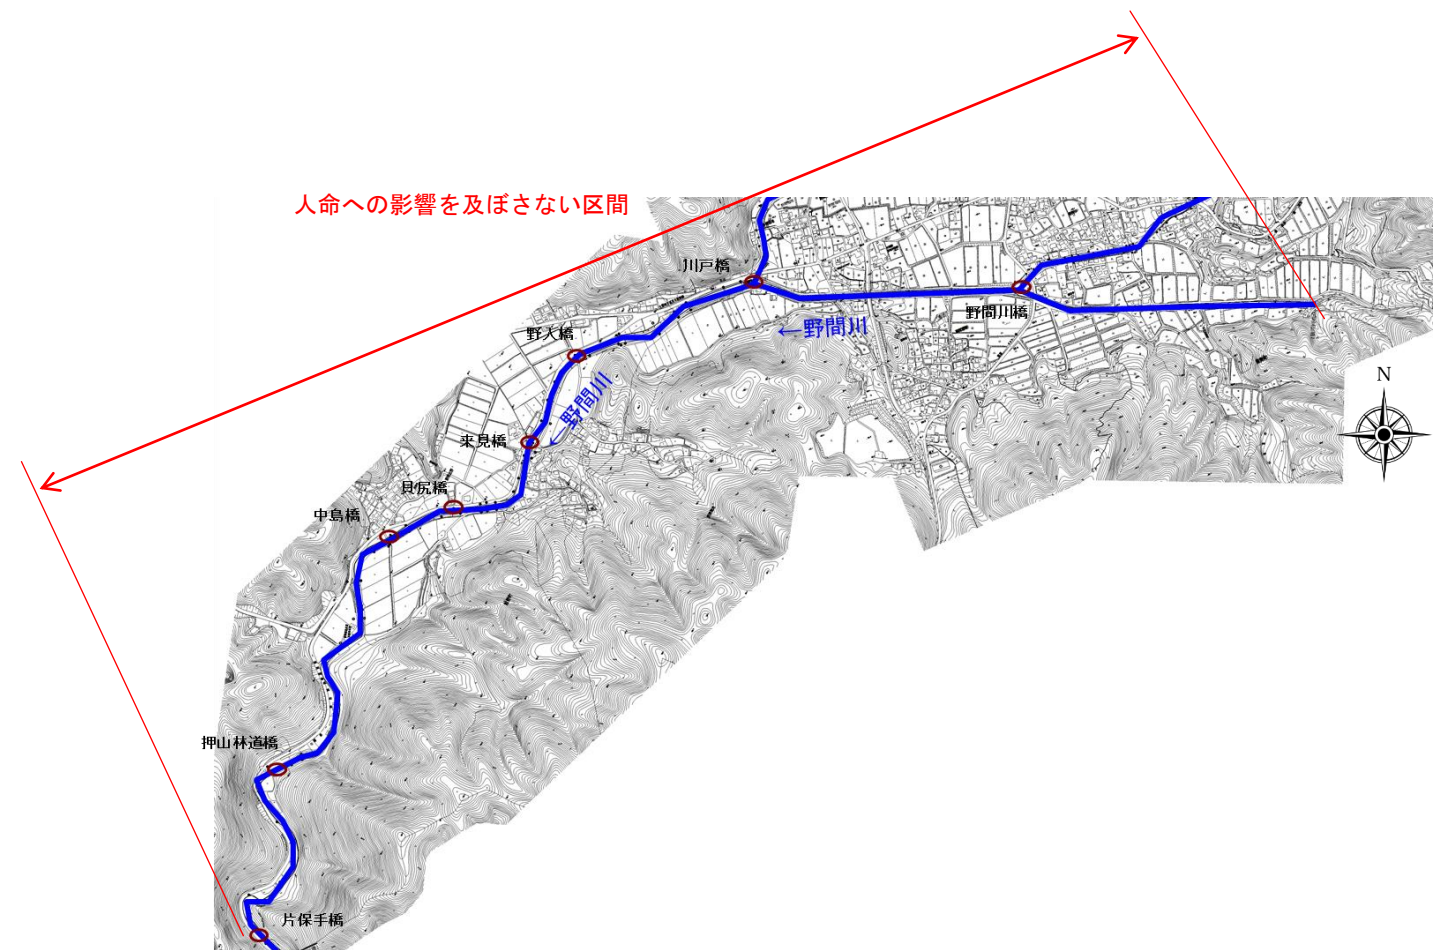 人命への影響を及ぼさない区間
川戸橋
野間川橋
←野間川
野入橋
N
←野間川
来見橋
貝尻橋
中島橋
押山林道橋
片保手橋